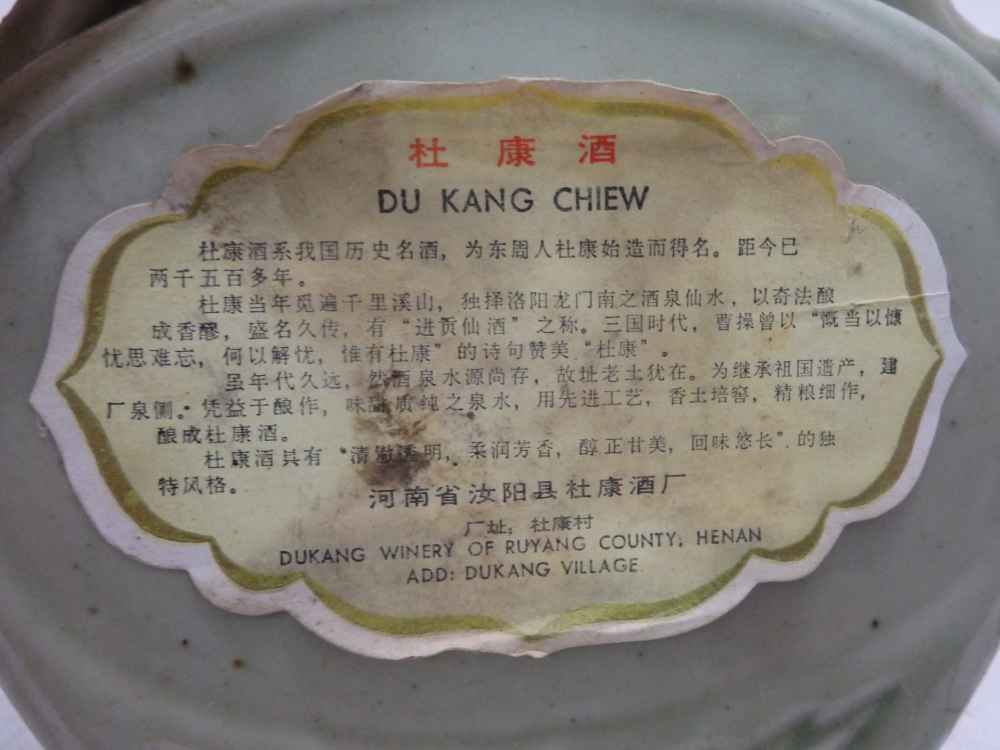 杜康酒
DU KANG CHIEW
杜康酒系我国历史名酒，为东周人杜康始造而得名。距今已
两千五百多年。
杜康当年觅遍千里溪山，独择洛阳龙门南之酒泉仙水，以奇法酿
成香醪，盛名久传，有“进贡仙酒”之称。三国时代，曹操曾以“慨当以慷
忧思难忘，何以解忧，惟有杜康”的诗句赞美“杜康”。
虽年代久远，然酒泉水源尚存，故址老土犹在。为继承祖国遗产，建
厂泉侧。凭益于酿作，味甜质纯之泉水，用先进工艺，香土培窖，精粮细作，
酿成杜康酒。
杜康酒具有“清澈透明，柔润芳香，醇正甘美，回味悠长”的独
特风格。
河南省汝阳县杜康酒厂
厂址：杜康村
DUKANG WINERY OF RUYANG COUNTY, HENAN
ADD: DUKANG VILLAGE